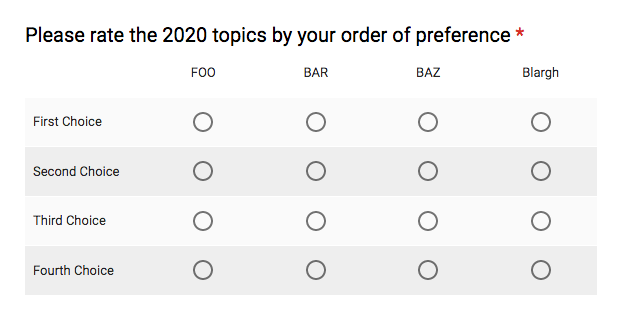 Please rate the 2020 topics by your order of preference *
FOO BAR BAZ Blargh
First Choice
Second Choice
Third Choice
Fourth Choice